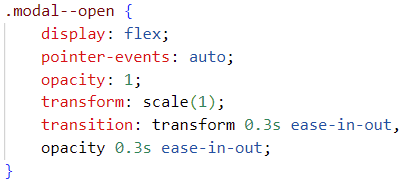 .modal--open {
    display: flex;
    pointer-events: auto;
    opacity: 1;
    transform: scale(1);
    transition: transform 0.3s ease-in-out,
    opacity 0.3s ease-in-out;
}